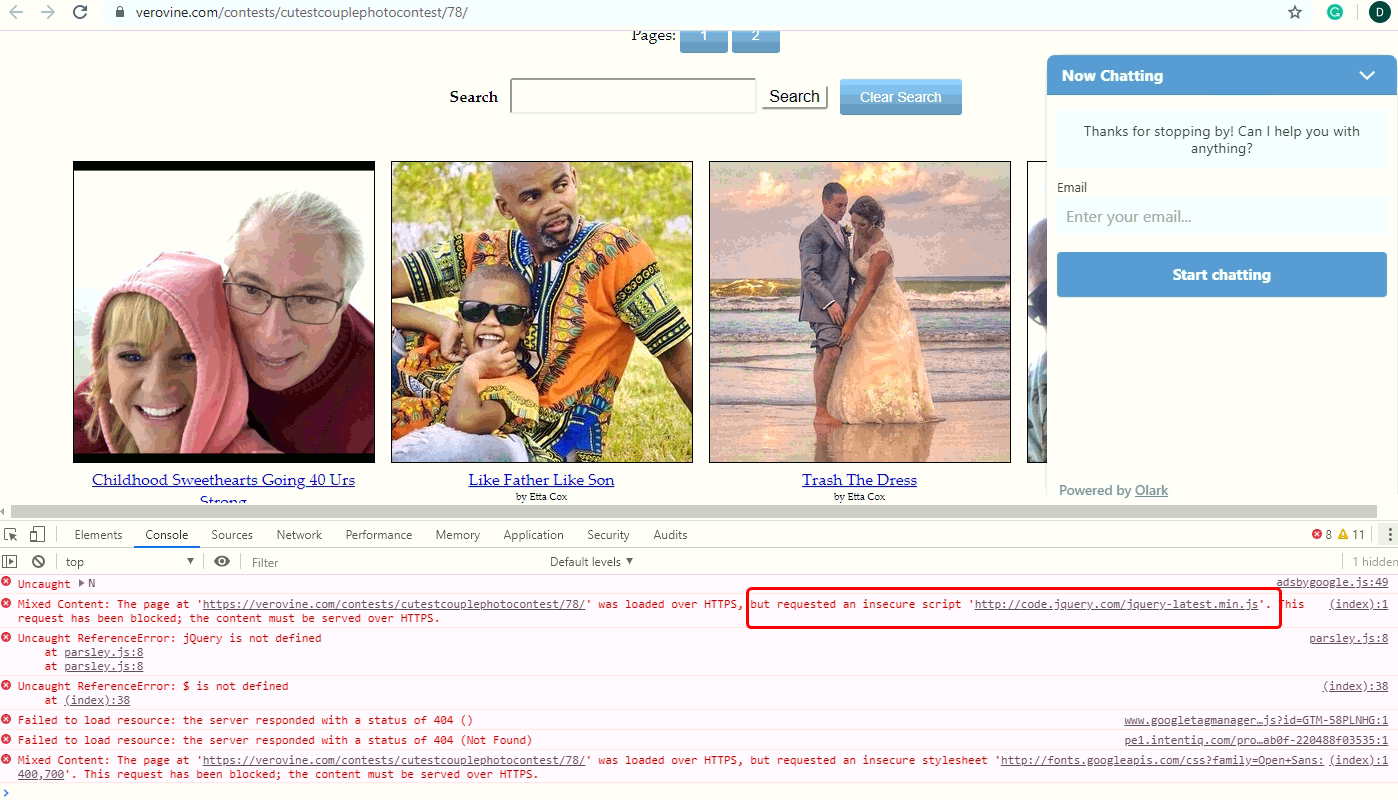 verovine.com/contests/cutestcouplephotocontest/78/
G
D
Pages: 1 2
Search Search Clear Search
Now Chatting
Thanks for stopping by! Can I help you with
anything?
Email
Enter your email...
Start chatting
Powered by Olark
Childhood Sweethearts Going 40 Urs
Strong
Like Father Like Son
by Etta Cox
Trash The Dress
by Etta Cox
Elements Console Sources Network Performance Memory Application Security Audits 8 11
top Filter Default levels ▼ 1 hidden
Uncaught ▶N adsbygoogle.js:49
Mixed Content: The page at 'https://verovine.com/contests/cutestcouplephotocontest/78/' was loaded over HTTPS, but requested an insecure script 'http://code.jquery.com/jquery-latest.min.js'. This (index):1
request has been blocked; the content must be served over HTTPS.
Uncaught ReferenceError: jQuery is not defined parsley.js:8
at parsley.js:8
at parsley.js:8
Uncaught ReferenceError: $ is not defined (index):38
at (index):38
Failed to load resource: the server responded with a status of 404 () www.googletagmanager…js?id=GTM-58PLNHG:1
Failed to load resource: the server responded with a status of 404 (Not Found) pe1.intentiq.com/pro…ab0f-220488f03535:1
Mixed Content: The page at 'https://verovine.com/contests/cutestcouplephotocontest/78/' was loaded over HTTPS, but requested an insecure stylesheet 'http://fonts.googleapis.com/css?family=Open+Sans: (index):1
400,700'. This request has been blocked; the content must be served over HTTPS.